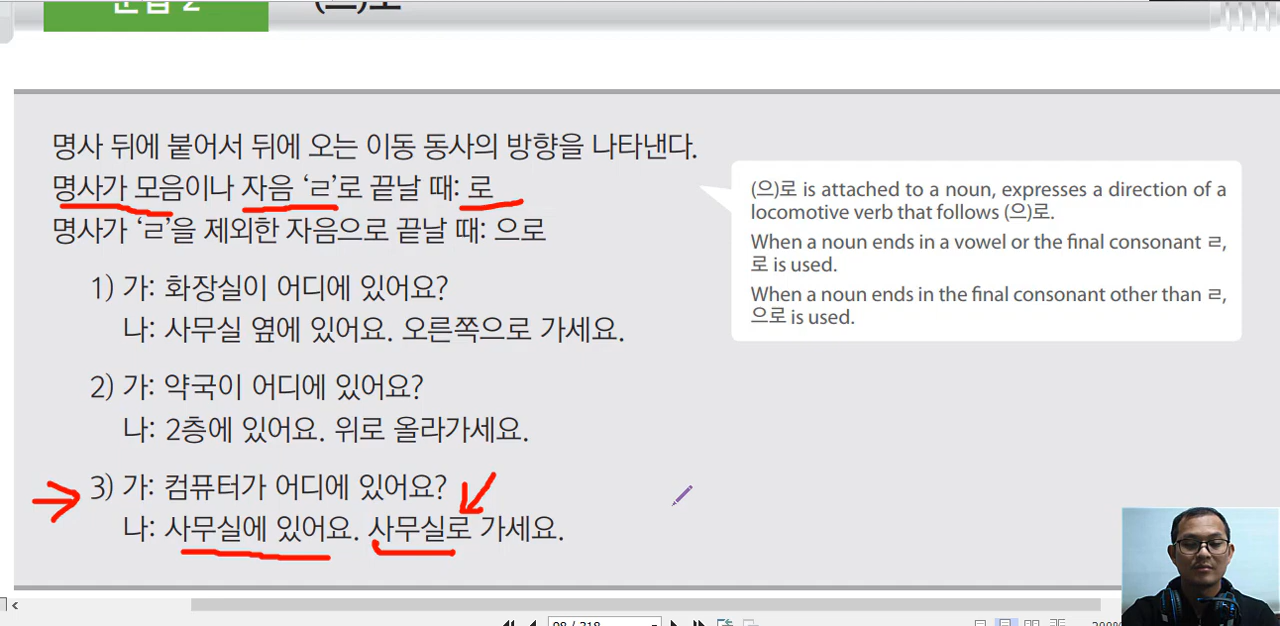 문법 2 (으)로
명사 뒤에 붙어서 뒤에 오는 이동 동사의 방향을 나타낸다.
명사가 모음이나 자음 ‘ㄹ’로 끝날 때: 로
명사가 ‘ㄹ’을 제외한 자음으로 끝날 때: 으로
1) 가: 화장실이 어디에 있어요?
나: 사무실 옆에 있어요. 오른쪽으로 가세요.
2) 가: 약국이 어디에 있어요?
나: 2층에 있어요. 위로 올라가세요.
3) 가: 컴퓨터가 어디에 있어요?
나: 사무실에 있어요. 사무실로 가세요.
(으)로 is attached to a noun, expresses a direction of a
locomotive verb that follows (으)로.
When a noun ends in a vowel or the final consonant ㄹ,
로 is used.
When a noun ends in the final consonant other than ㄹ,
으로 is used.
98 / 218
200%